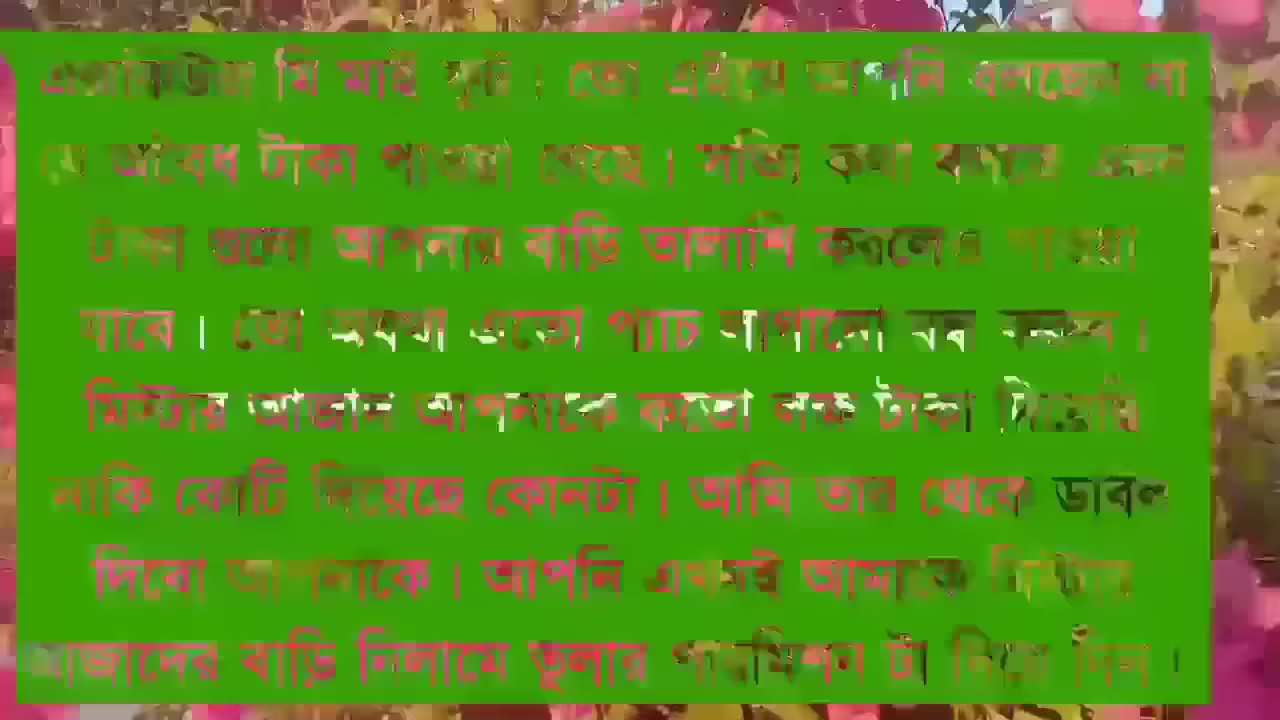 এক্সকিউজ মি মাই ফুট । তো এইযে আপনি বলছেন না
যে অবৈধ টাকা পাওয়া গেছে । সত্যি কথা বলতে এমন
টাকা গুলো আপনার বাড়ি তালাশি করলেও পাওয়া
যাবে । তো অযথা এতো প্যাচ লাগানো বন্ধ করুন ।
মিস্টার আজাদ আপনাকে কতো লক্ষ টাকা দিয়েছি
নাকি কোটি দিয়েছে কোনটা । আমি তার থেকে ডাবল
দিবো আপনাকে । আপনি এখনই আমাকে মিস্টার
আজাদের বাড়ি নিলামে তুলার পারমিশন টা দিয়ে দিন ।